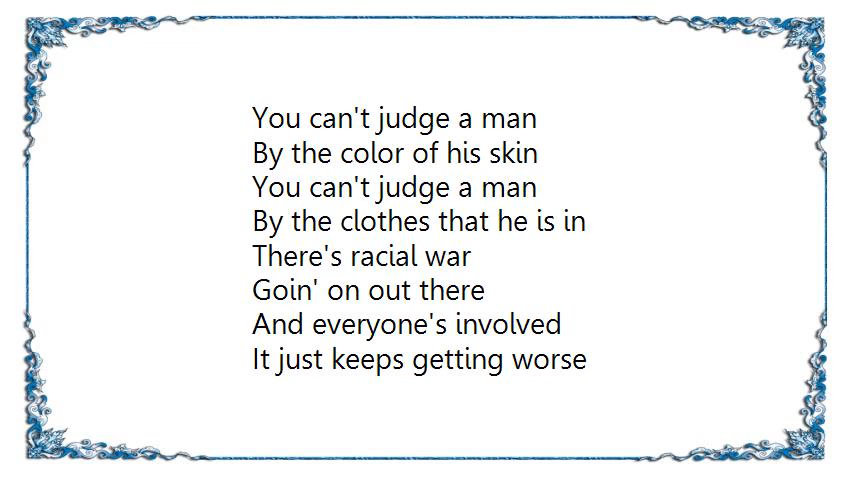 You can't judge a man
By the color of his skin
You can't judge a man
By the clothes that he is in
There's racial war
Goin' on out there
And everyone's involved
It just keeps getting worse